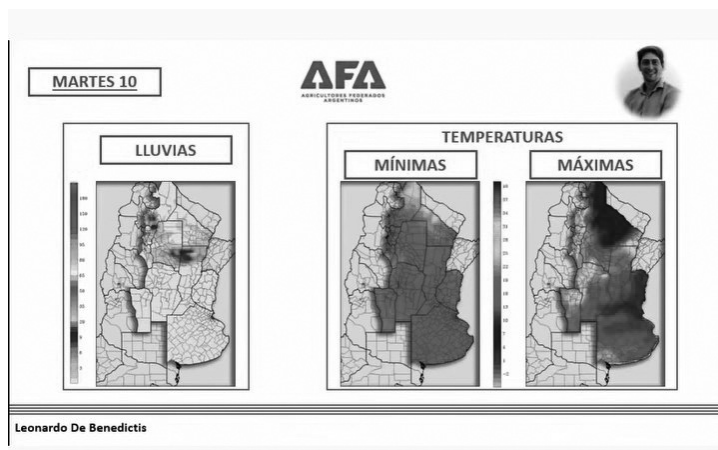 MARTES 10
AFA
AGRICULTORES FEDERADOS
ARGENTINOS
LLUVIAS
TEMPERATURAS
MÍNIMAS
MÁXIMAS
Leonardo De Benedictis